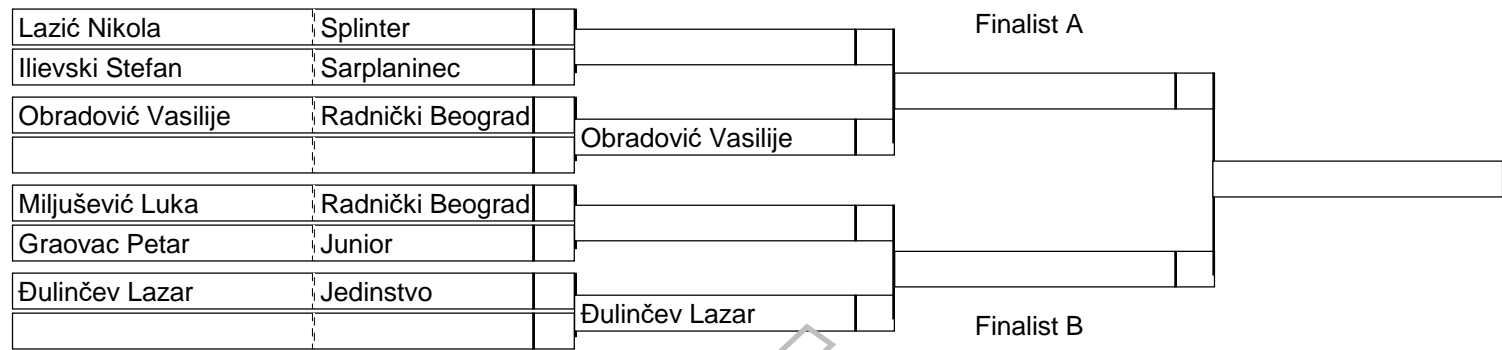 Lazić Nikola Splinter
Finalist A
Ilievski Stefan Sarplaninec
Obradović Vasilije Radnički Beograd
Obradović Vasilije
Miljušević Luka Radnički Beograd
Graovac Petar Junior
Đulinčev Lazar Jedinstvo
Đulinčev Lazar
Finalist B